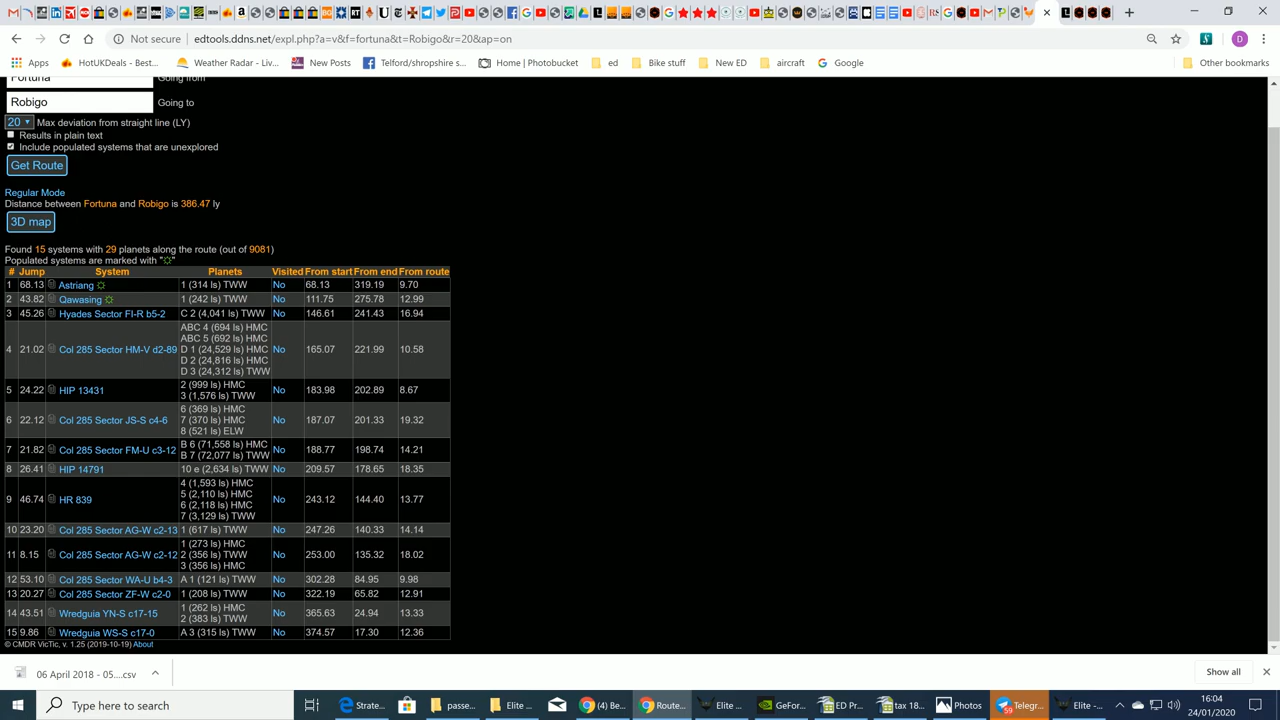 Not secure
edtools.ddns.net/expl.php?a=v&f=fortuna&t=Robigo&r=20&ap=on
Apps
HotUKDeals - Best...
Weather Radar - Liv...
New Posts
Telford/shropshire s...
Home | Photobucket
ed
Bike stuff
New ED
aircraft
Google
Other bookmarks
Fortuna Going from
Robigo Going to
20 Max deviation from straight line (LY)
Results in plain text
Include populated systems that are unexplored
Get Route
Regular Mode
Distance between Fortuna and Robigo is 386.47 ly
3D map
Found 15 systems with 29 planets along the route (out of 9081)
Populated systems are marked with "☼"
# Jump System Planets Visited From start From end From route
1 68.13 Astriang ☼ 1 (314 ls) TWW No 68.13 319.19 9.70
2 43.82 Qawasing ☼ 1 (242 ls) TWW No 111.75 275.78 12.99
3 45.26 Hyades Sector FI-R b5-2 C 2 (4,041 ls) TWW No 146.61 241.43 16.94
ABC 4 (694 ls) HMC
ABC 5 (692 ls) HMC
4 21.02 Col 285 Sector HM-V d2-89 D 1 (24,529 ls) HMC No 165.07 221.99 10.58
D 2 (24,816 ls) HMC
D 3 (24,312 ls) TWW
5 24.22 HIP 13431 2 (999 ls) HMC No 183.98 202.89 8.67
3 (1,576 ls) TWW
6 (369 ls) HMC
6 22.12 Col 285 Sector JS-S c4-6 7 (370 ls) HMC No 187.07 201.33 19.32
8 (521 ls) ELW
7 21.82 Col 285 Sector FM-U c3-12 B 6 (71,558 ls) HMC No 188.77 198.74 14.21
B 7 (72,077 ls) TWW
8 26.41 HIP 14791 10 e (2,634 ls) TWW No 209.57 178.65 18.35
4 (1,593 ls) HMC
5 (2,110 ls) HMC
9 46.74 HR 839 6 (2,118 ls) HMC No 243.12 144.40 13.77
7 (3,129 ls) TWW
10 23.20 Col 285 Sector AG-W c2-13 1 (617 ls) TWW No 247.26 140.33 14.14
1 (273 ls) HMC
11 8.15 Col 285 Sector AG-W c2-12 2 (356 ls) TWW No 253.00 135.32 18.02
3 (356 ls) HMC
12 53.10 Col 285 Sector WA-U b4-3 A 1 (121 ls) TWW No 302.28 84.95 9.98
13 20.27 Col 285 Sector ZF-W c2-0 1 (208 ls) TWW No 322.19 65.82 12.91
14 43.51 Wredguia YN-S c17-15 1 (262 ls) HMC No 365.63 24.94 13.33
2 (383 ls) TWW
15 9.86 Wredguia WS-S c17-0 A 3 (315 ls) TWW No 374.57 17.30 12.36
© CMDR VicTic, v. 1.25 (2019-10-19) About
06 April 2018 - 05....csv
Show all
Type here to search
Strate...
passe...
Elite ...
(4) Be...
Route...
Elite ...
GeFor...
ED Pr...
tax 18...
Photos
Telegr...
59
Elite -...
16:04
24/01/2020